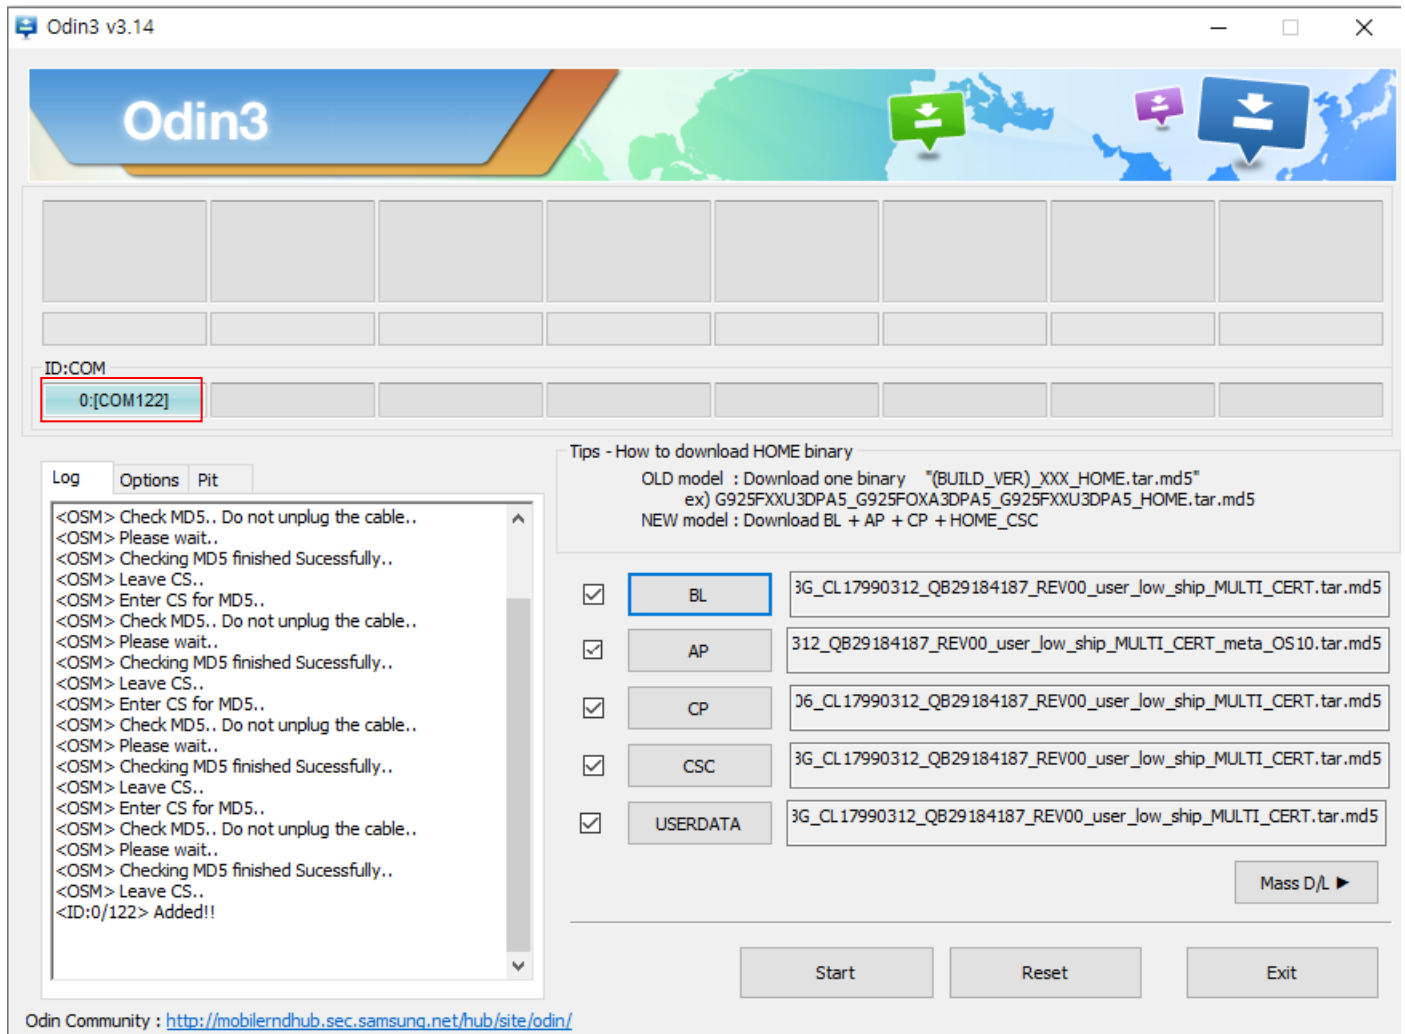 Odin3 v3.14
Odin3
ID:COM
0:[COM122]
Log
Options
Pit
<OSM> Check MD5.. Do not unplug the cable..
<OSM> Please wait..
<OSM> Checking MD5 finished Sucessfully..
<OSM> Leave CS..
<OSM> Enter CS for MD5..
<OSM> Check MD5.. Do not unplug the cable..
<OSM> Please wait..
<OSM> Checking MD5 finished Sucessfully..
<OSM> Leave CS..
<OSM> Enter CS for MD5..
<OSM> Check MD5.. Do not unplug the cable..
<OSM> Please wait..
<OSM> Checking MD5 finished Sucessfully..
<OSM> Leave CS..
<OSM> Enter CS for MD5..
<OSM> Check MD5.. Do not unplug the cable..
<OSM> Please wait..
<OSM> Checking MD5 finished Sucessfully..
<OSM> Leave CS..
<ID:0/122> Added!!
Tips - How to download HOME binary
OLD model : Download one binary "(BUILD_VER)_XXX_HOME.tar.md5"
ex) G925FXXU3DPA5_G925FOXA3DPA5_G925FXXU3DPA5_HOME.tar.md5
NEW model : Download BL + AP + CP + HOME_CSC
BL
3G_CL17990312_QB29184187_REV00_user_low_ship_MULTI_CERT.tar.md5
AP
312_QB29184187_REV00_user_low_ship_MULTI_CERT_meta_OS10.tar.md5
CP
06_CL17990312_QB29184187_REV00_user_low_ship_MULTI_CERT.tar.md5
CSC
3G_CL17990312_QB29184187_REV00_user_low_ship_MULTI_CERT.tar.md5
USERDATA
3G_CL17990312_QB29184187_REV00_user_low_ship_MULTI_CERT.tar.md5
Mass D/L ►
Start
Reset
Exit
Odin Community : http://mobilerndhub.sec.samsung.net/hub/site/odin/